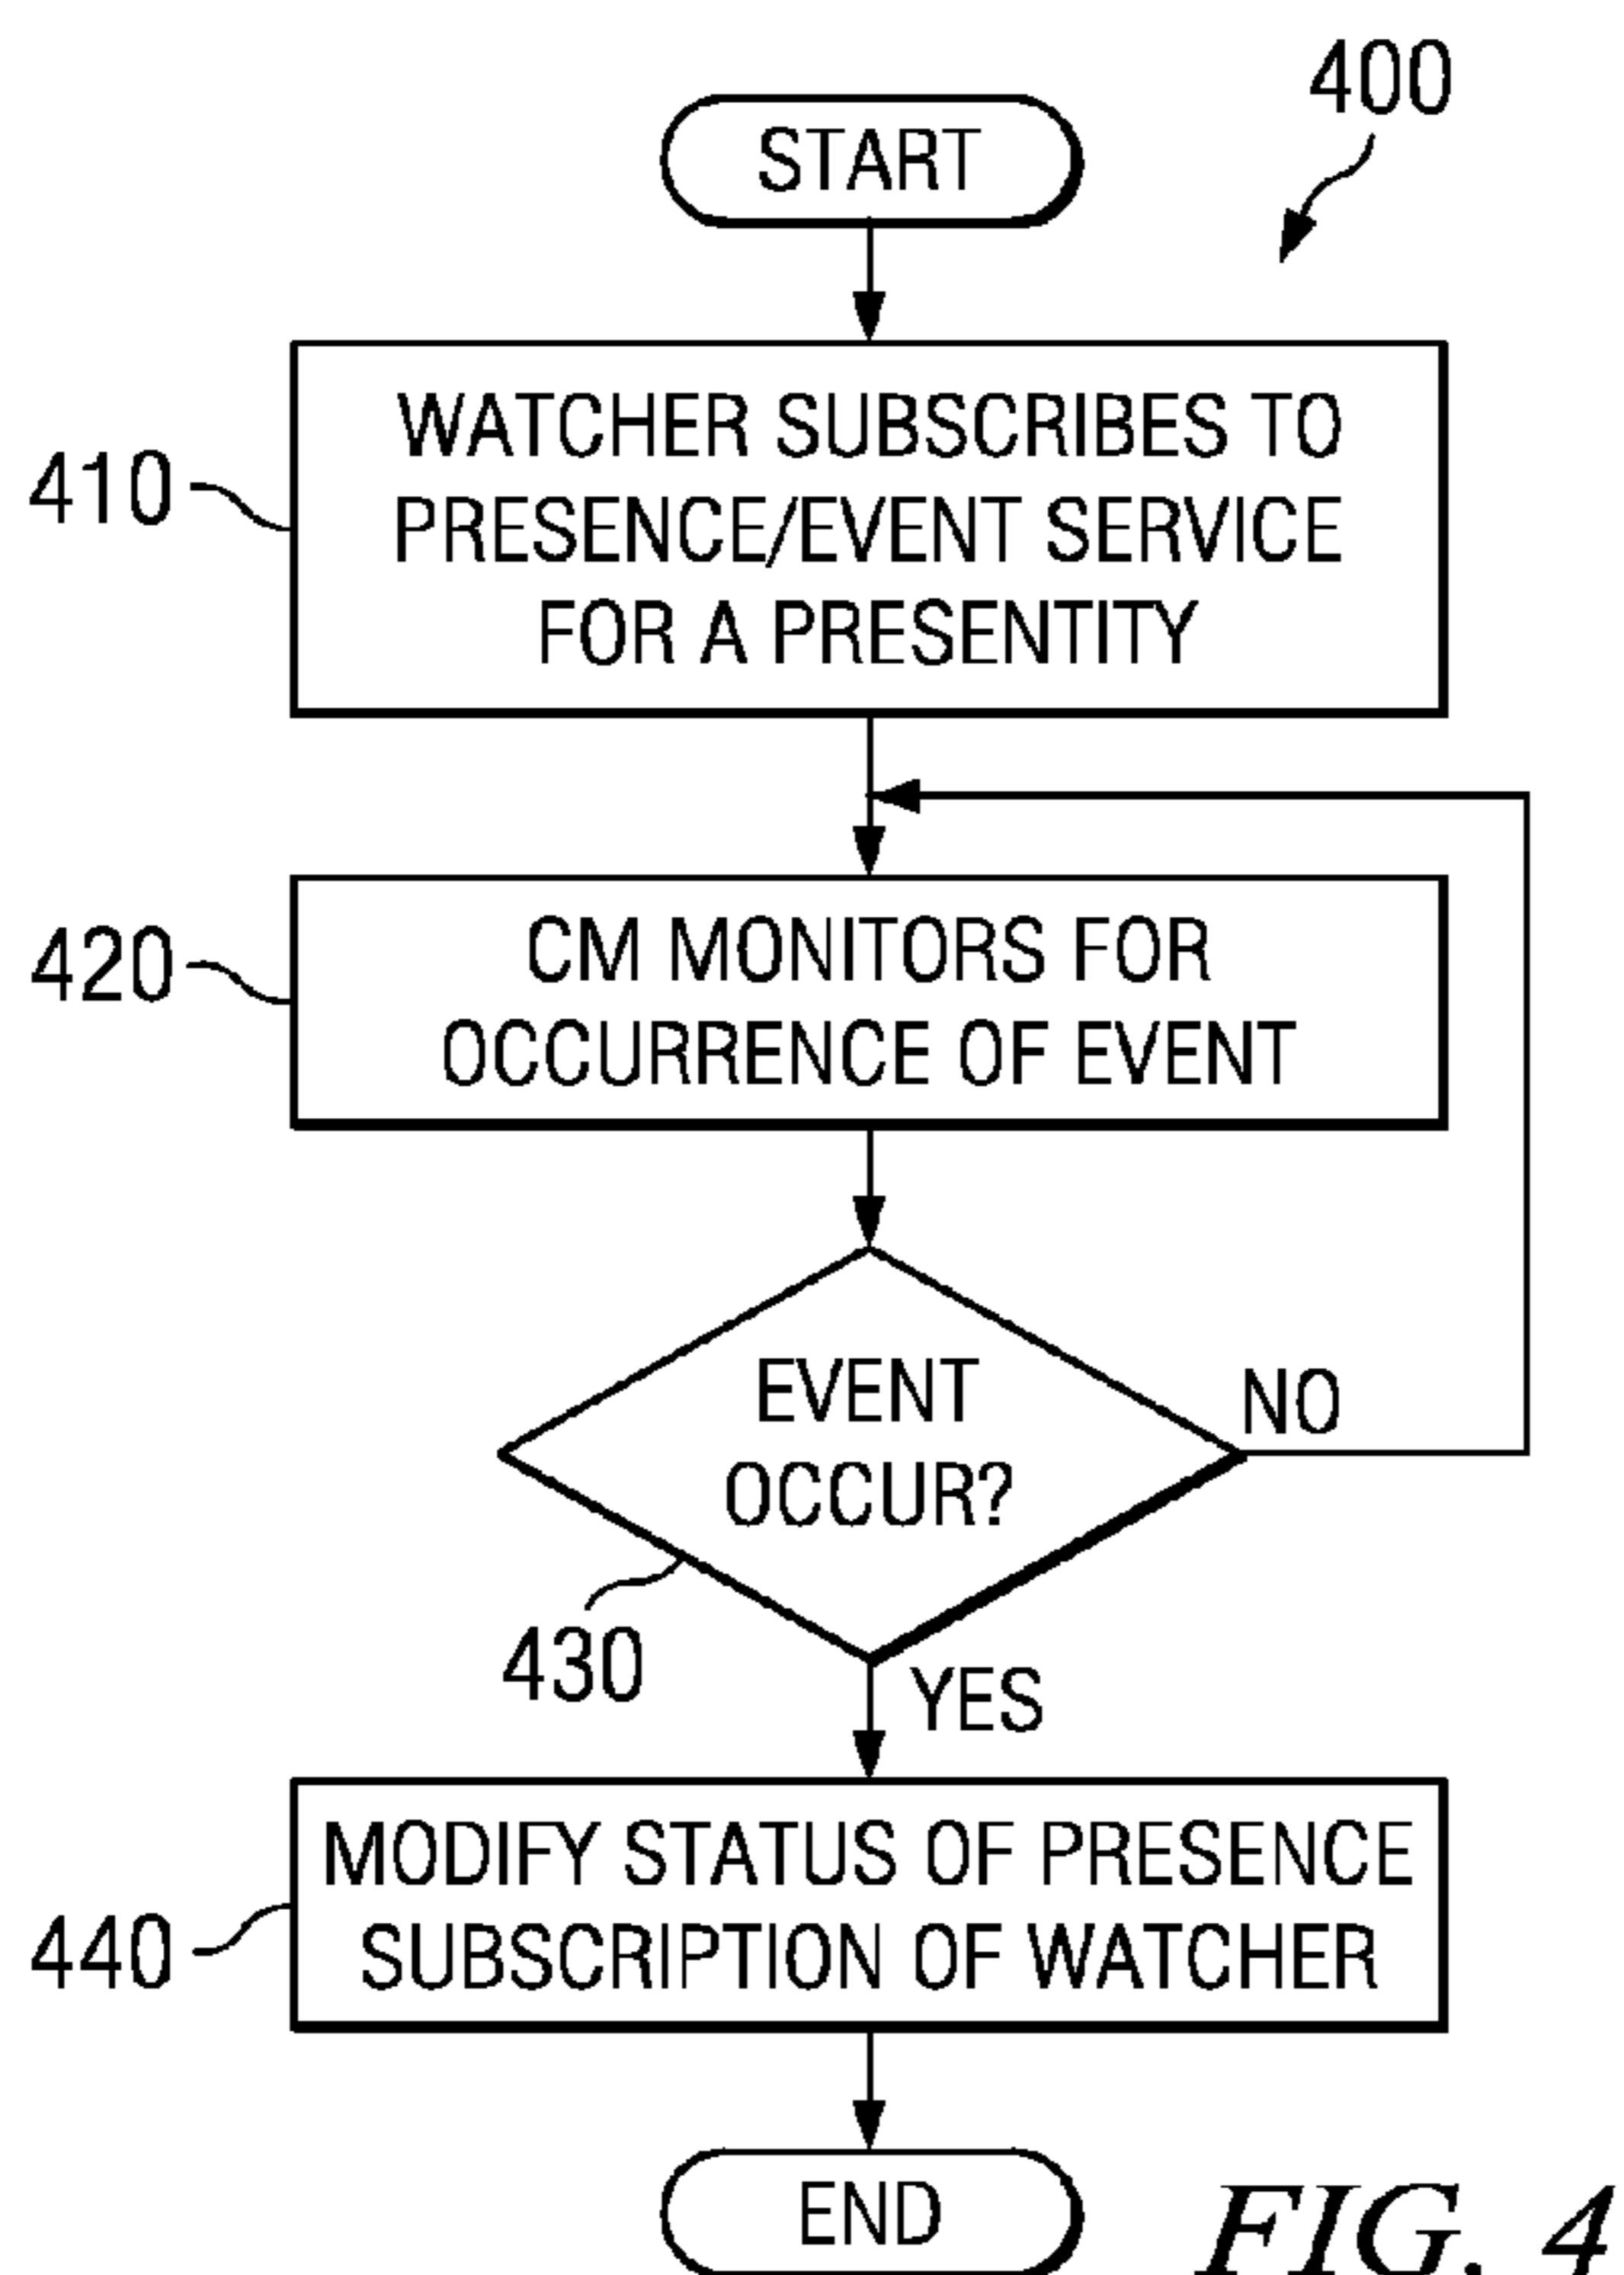 400
START
410
WATCHER SUBSCRIBES TO
PRESENCE/EVENT SERVICE
FOR A PRESENTITY
420
CM MONITORS FOR
OCCURRENCE OF EVENT
EVENT
OCCUR?
NO
430
YES
440
MODIFY STATUS OF PRESENCE
SUBSCRIPTION OF WATCHER
END
FIG. 4